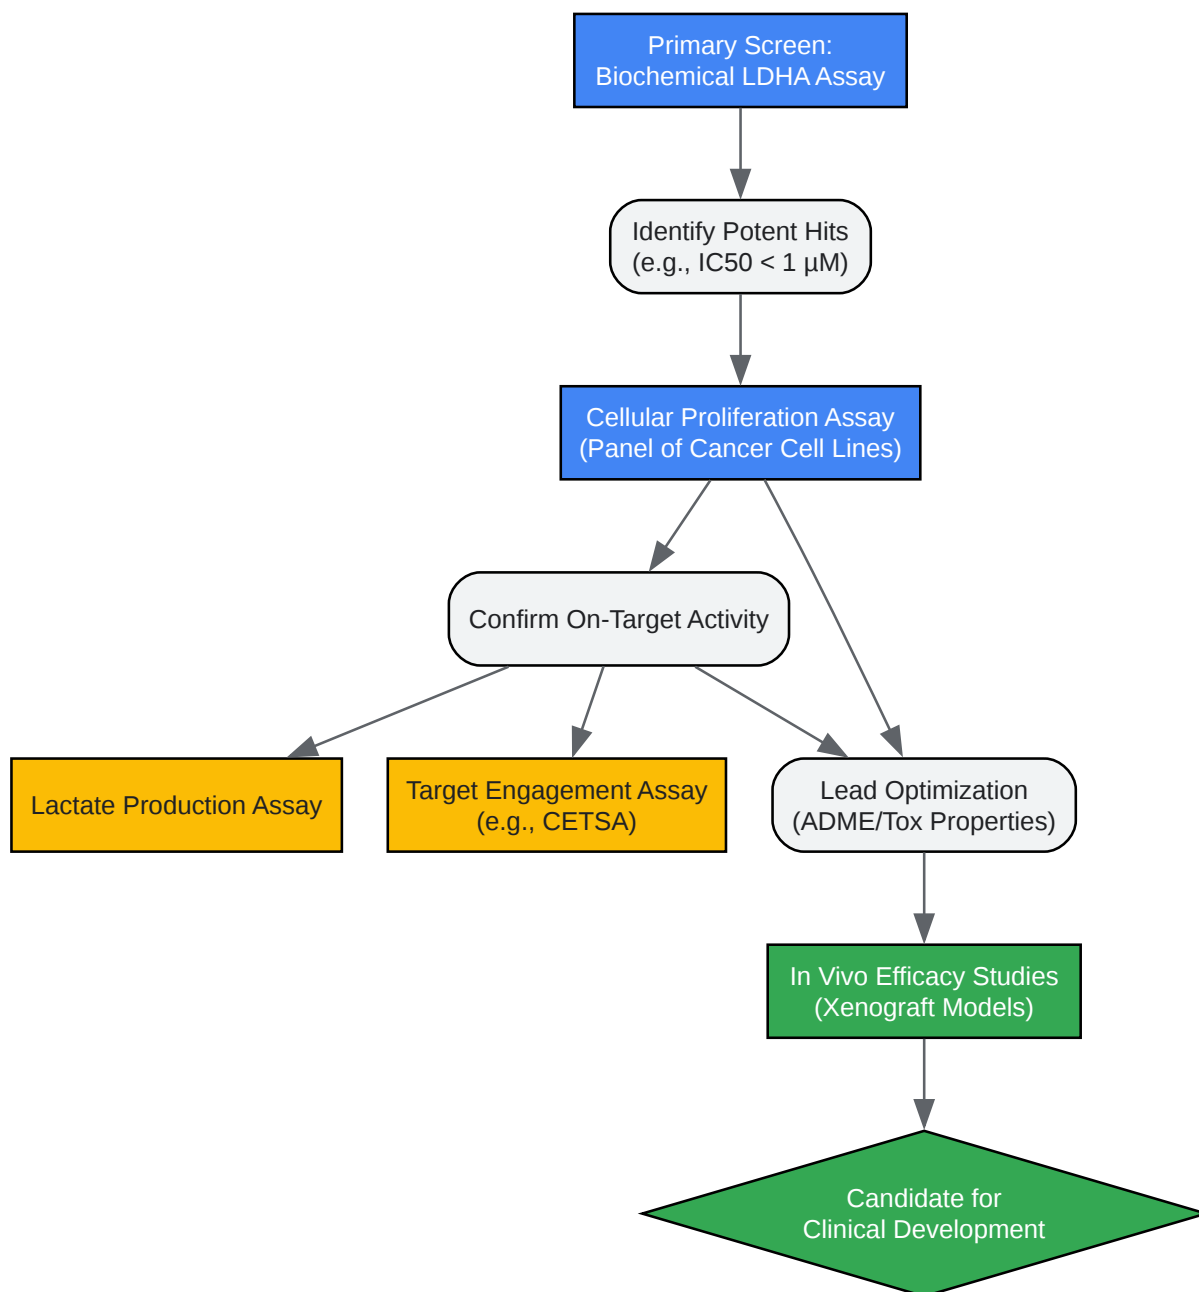 Primary Screen:
Biochemical LDHA Assay
Identify Potent Hits
(e.g., IC50 < 1 µM)
Cellular Proliferation Assay
(Panel of Cancer Cell Lines)
Confirm On-Target Activity
Lactate Production Assay
Target Engagement Assay
(e.g., CETSA)
Lead Optimization
(ADME/Tox Properties)
In Vivo Efficacy Studies
(Xenograft Models)
Candidate for
Clinical Development